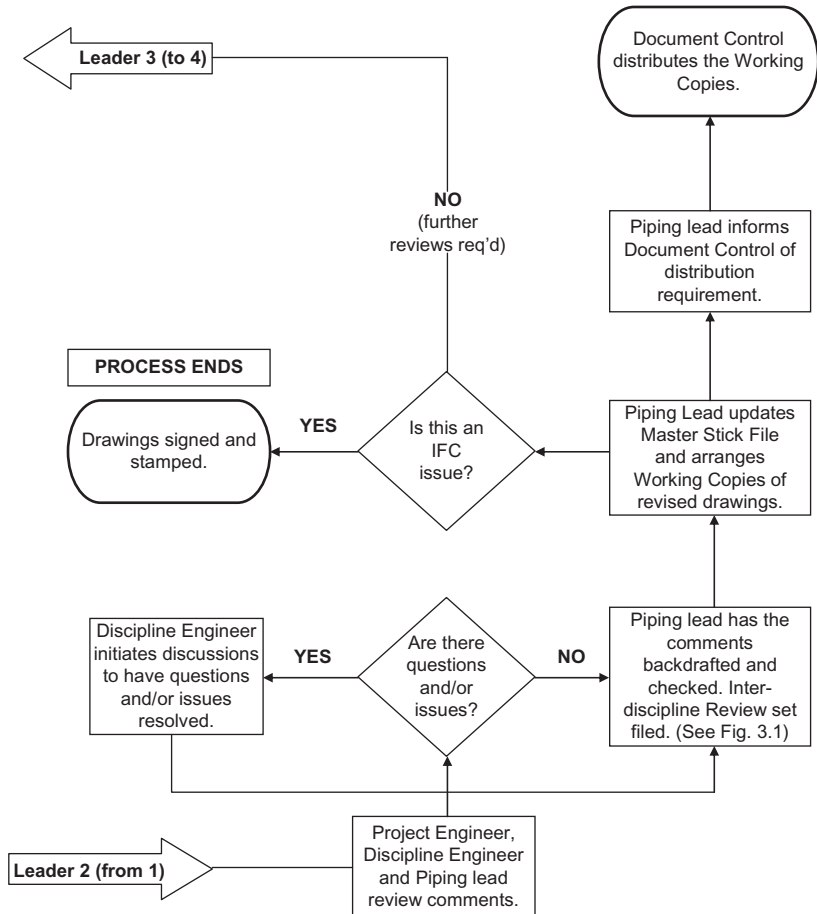 Leader 3 (to 4)
Document Control
distributes the Working
Copies.
NO
(further
reviews req'd)
Piping lead informs
Document Control of
distribution
requirement.
PROCESS ENDS
Drawings signed and
stamped.
YES
Is this an
IFC
issue?
Piping Lead updates
Master Stick File
and arranges
Working Copies of
revised drawings.
Discipline Engineer
initiates discussions
to have questions
and/or issues
resolved.
YES
Are there
questions
and/or
issues?
NO
Piping lead has the
comments
backdrafted and
checked. Inter-
discipline Review set
filed. (See Fig. 3.1)
Leader 2 (from 1)
Project Engineer,
Discipline Engineer
and Piping lead
review comments.